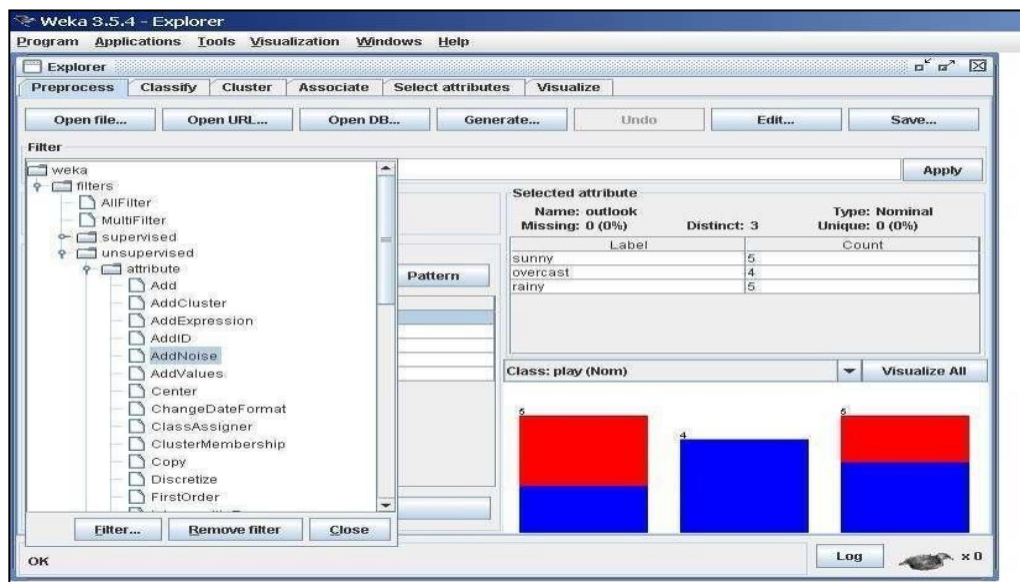 Weka 3.5.4 - Explorer
Program Applications Tools Visualization Windows Help
Explorer
Preprocess Classify Cluster Associate Select attributes Visualize
Open file... Open URL... Open DB... Generate... Undo Edit... Save...
Filter
weka
filters
AllFilter
MultiFilter
supervised
unsupervised
attribute
Add
AddCluster
AddExpression
AddID
AddNoise
AddValues
Center
ChangeDateFormat
ClassAssigner
ClusterMembership
Copy
Discretize
FirstOrder
Filter... Remove filter Close
Apply
Pattern
Selected attribute
Name: outlook Type: Nominal
Missing: 0 (0%) Distinct: 3 Unique: 0 (0%)
Label Count
sunny 5
overcast 4
rainy 5
Class: play (Nom) Visualize All
5 4 5
OK Log x 0